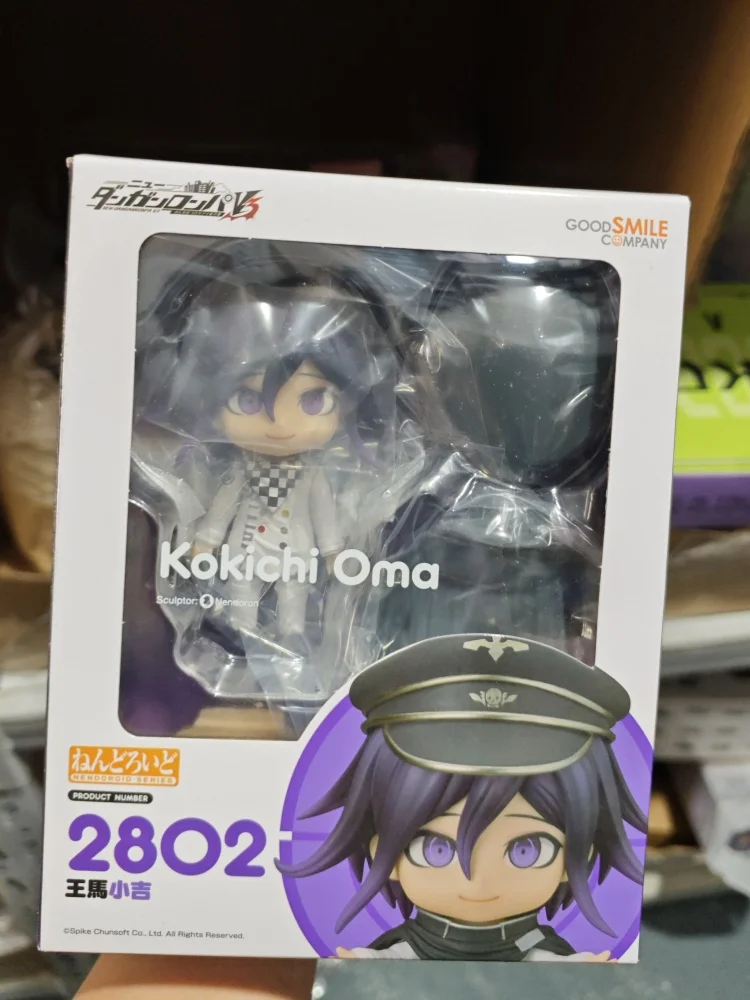 ニュー
ダンガンロンパV3
GOOD SMILE
COMPANY
Kokichi Oma
Sculptor: Nendoron
ねんどろいど
NENDOROID SERIES
PRODUCT NUMBER
2802
王馬小吉
©Spike Chunsoft Co., Ltd. All Rights Reserved.